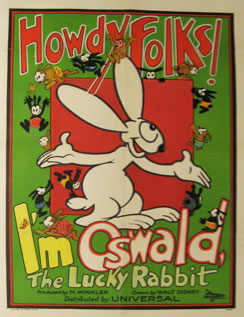 Howdy Folks!
I'm Oswald,
The Lucky Rabbit
Produced by M. WINKLER
Drawn by WALT DISNEY
Distributed by UNIVERSAL